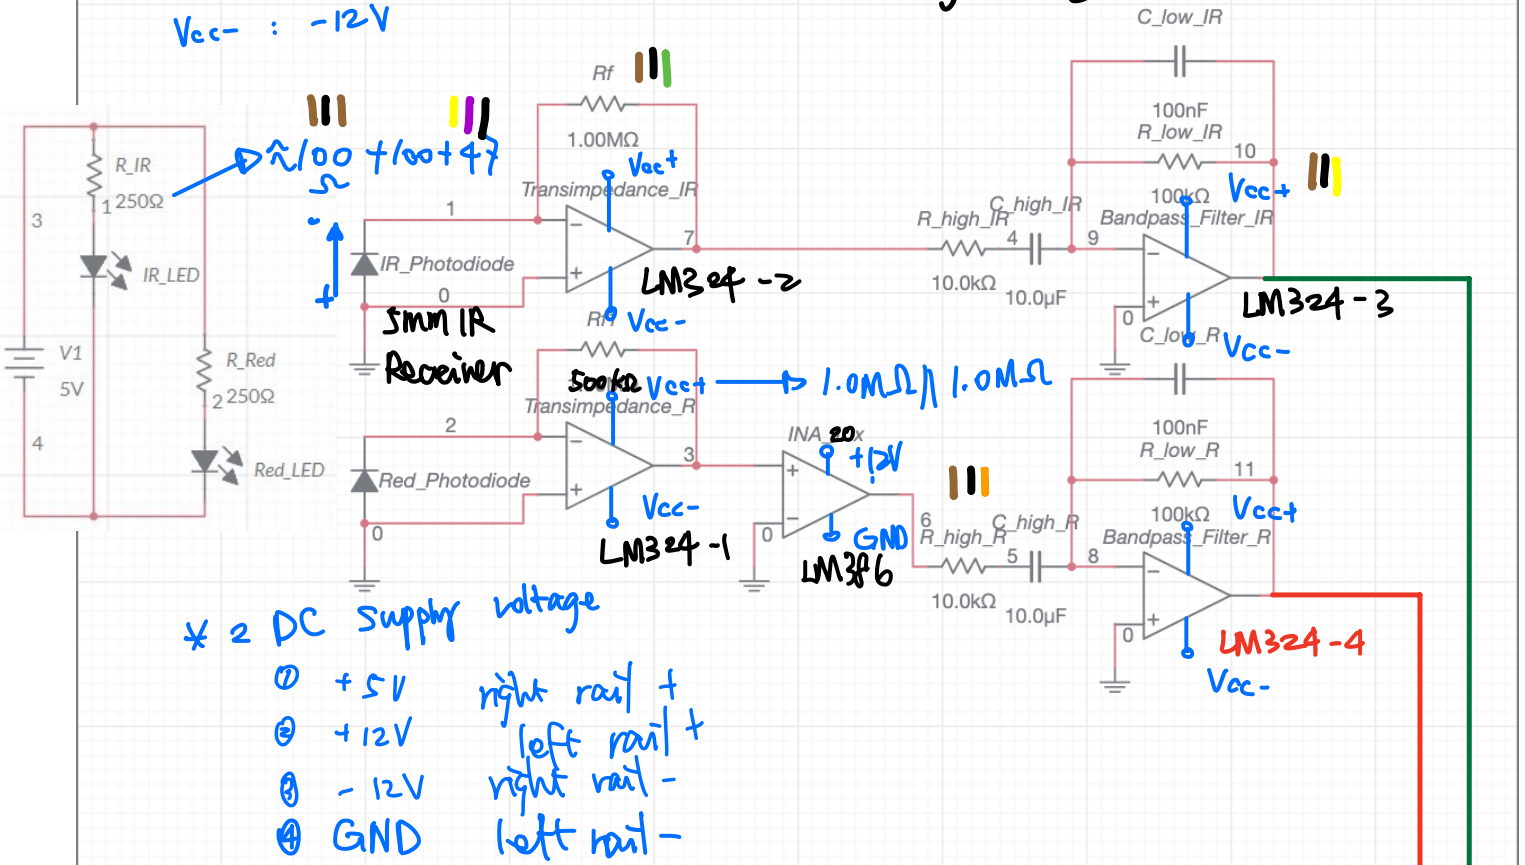 Vcc- : -12V
C_low_IR
100nF
R_low_IR
10
100kΩ
Vcc+
Rf
1.00MΩ
≈100+100+47
Ω
R_IR
250Ω
1
3
IR_LED
V1
5V
4
R_Red
2 250Ω
Red_LED
Vcc+
Transimpedance_IR
1
7
IR_Photodiode
0
+
5mm IR
Receiver
LM324-2
Vcc-
R_high_IR
C_high_IR
4
9
10.0kΩ
10.0µF
Bandpass_Filter_IR
0
LM324-3
Vcc-
500kΩ
Vcc+
1.0MΩ || 1.0MΩ
Transimpedance_R
2
3
Red_Photodiode
0
Vcc-
LM324-1
INA_20x
+12V
0
GND
LM386
6
R_high_R
C_high_R
5
8
10.0kΩ
10.0µF
C_low_R
100nF
R_low_R
11
100kΩ
Vcc+
Bandpass_Filter_R
0
LM324-4
Vcc-
* 2 DC supply voltage
① +5V right rail +
② +12V left rail +
③ -12V right rail -
④ GND left rail -